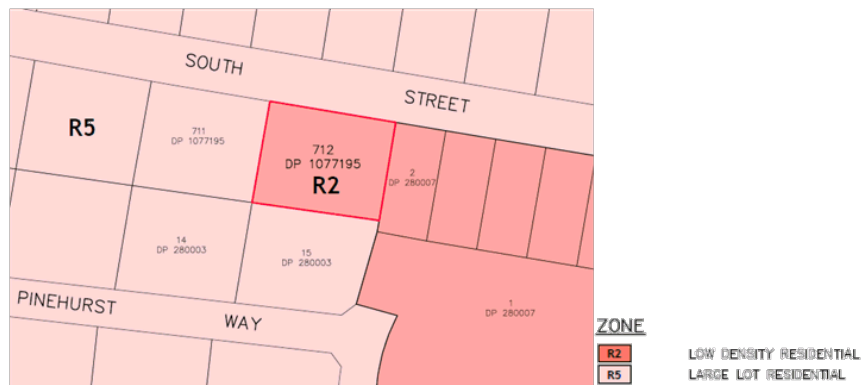 SOUTH
STREET
R5
711
DP 1077195
712
DP 1077195
R2
2
DP 280007
14
DP 280003
15
DP 280003
1
DP 280007
PINEHURST
WAY
ZONE
R2 LOW DENSITY RESIDENTIAL
R5 LARGE LOT RESIDENTIAL